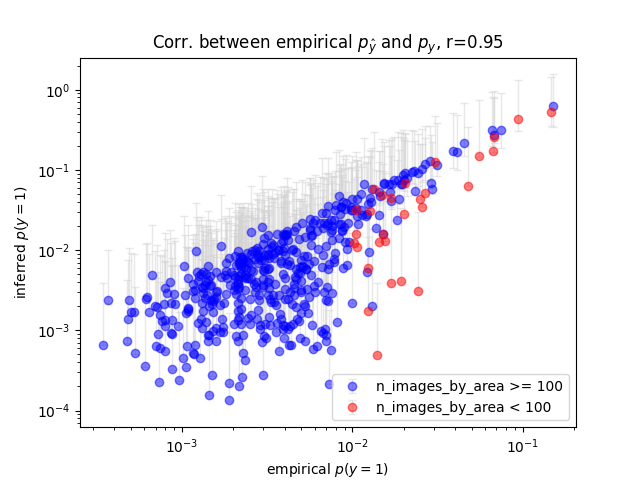 Corr. between empirical $p_{\hat{y}}$ and $p_y$, r=0.95
inferred $p(y=1)$
10⁰
10⁻¹
10⁻²
10⁻³
10⁻⁴
n_images_by_area >= 100
n_images_by_area < 100
10⁻³
10⁻²
10⁻¹
empirical $p(y=1)$